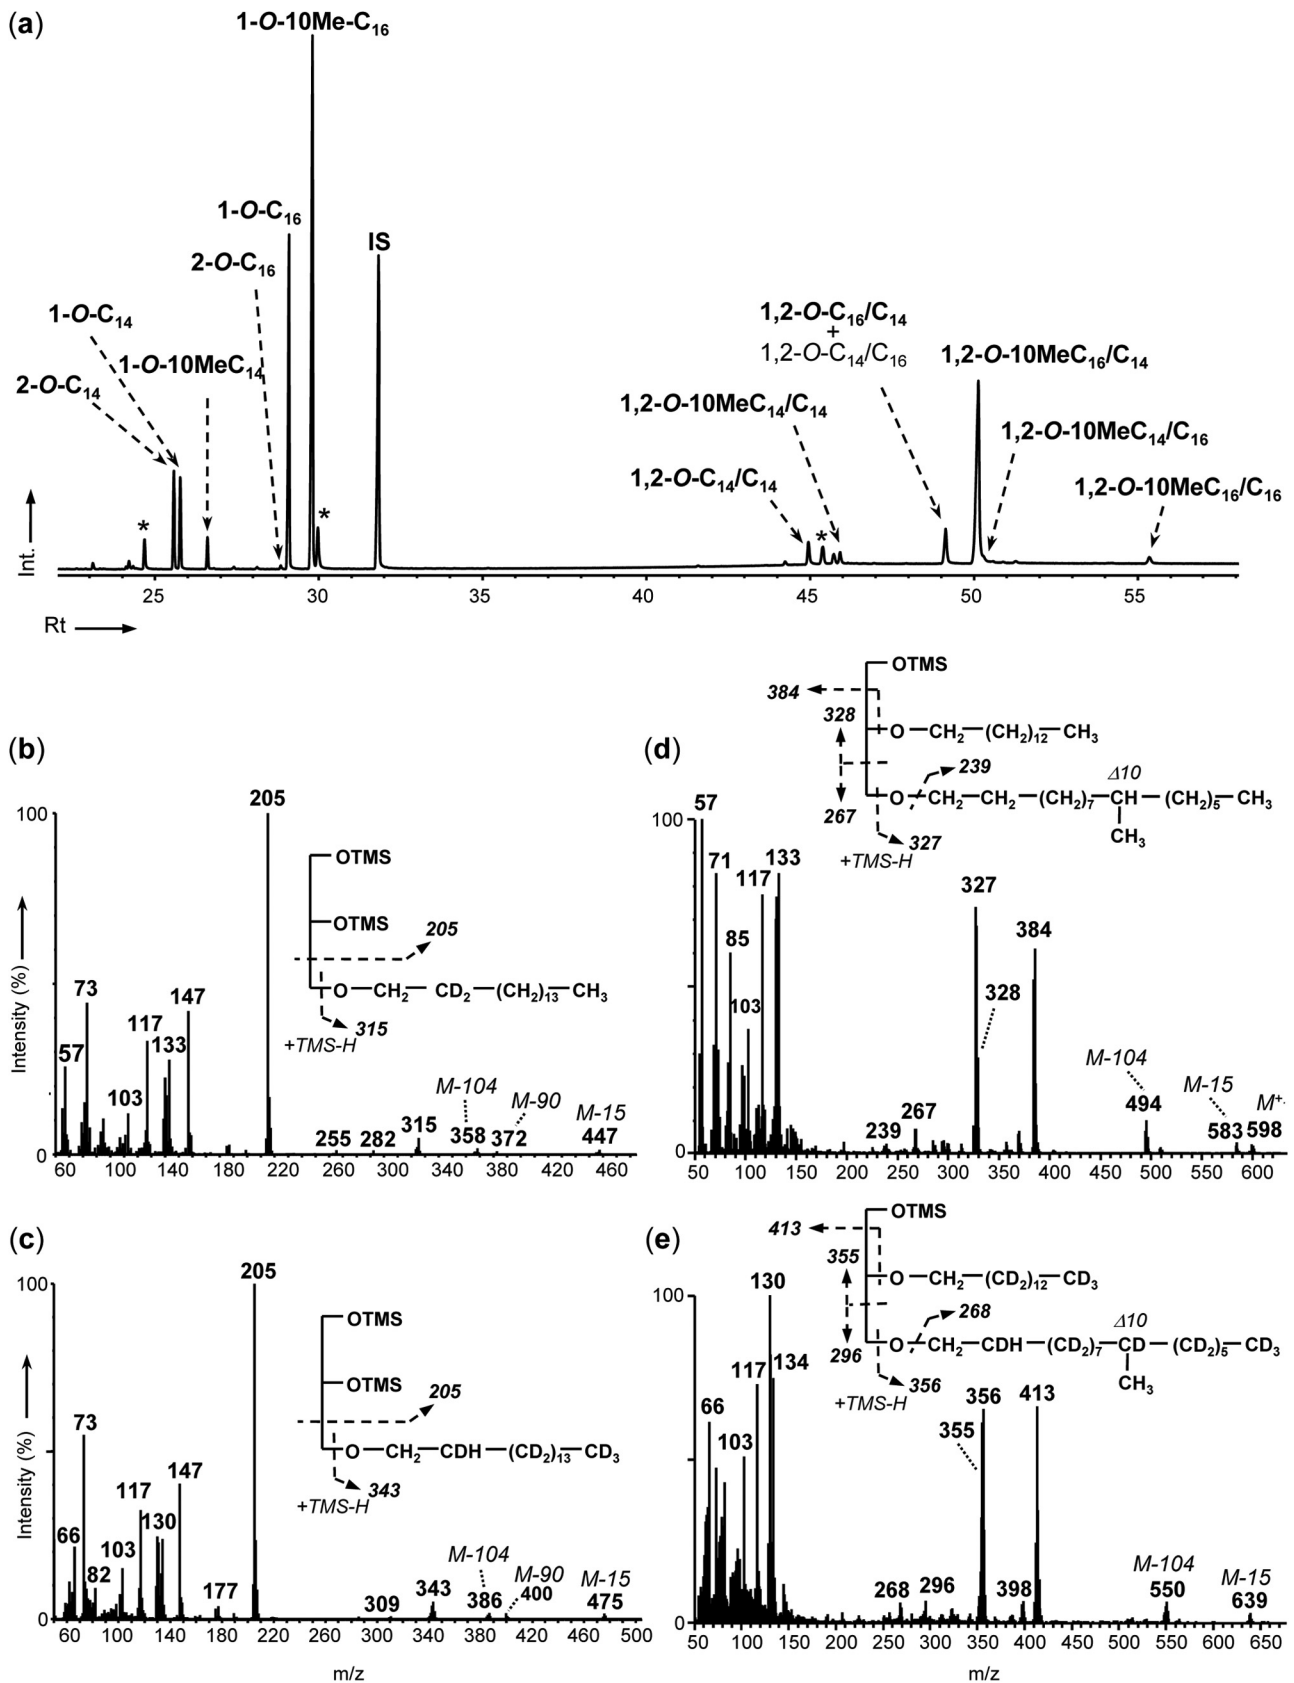 (a)
1-O-10Me-C16
1-O-C16
IS
2-O-C16
1-O-C14
1-O-10MeC14
2-O-C14
*
*
1,2-O-C16/C14
+
1,2-O-C14/C16
1,2-O-10MeC16/C14
1,2-O-10MeC14/C14
1,2-O-10MeC14/C16
1,2-O-C14/C14
1,2-O-10MeC16/C16
*
Int.
25 30 35 40 45 50 55
Rt
(b)
100
205
OTMS
OTMS
205
O CH2 CD2 (CH2)13 CH3
315
+TMS-H
73
147
117
133
57
103
M-104
M-90
M-15
255 282 315 358 372 447
0
60 100 140 180 220 260 300 340 380 420 460
Intensity (%)
(c)
100
205
OTMS
OTMS
205
O CH2 CDH (CD2)13 CD3
343
+TMS-H
73
147
117
130
66
103
82
177
M-104
M-90
M-15
309 343 386 400 475
0
60 100 140 180 220 260 300 340 380 420 460 500
Intensity (%)
m/z
(d)
OTMS
384
328
O CH2 (CH2)12 CH3
239
Δ10
O CH2 CH2 (CH2)7 CH (CH2)5 CH3
CH3
267
327
+TMS-H
100
57
71
133
117
85
103
327
384
328
M-104
M-15
M+.
239 267 494 583 598
0
50 100 150 200 250 300 350 400 450 500 550 600
(e)
OTMS
413
355
O CH2 (CD2)12 CD3
268
Δ10
O CH2 CDH (CD2)7 CD (CD2)5 CD3
CH3
296
356
+TMS-H
100
130
134
117
66
103
356
413
355
M-104
M-15
268 296 398 550 639
0
50 100 150 200 250 300 350 400 450 500 550 600 650
m/z